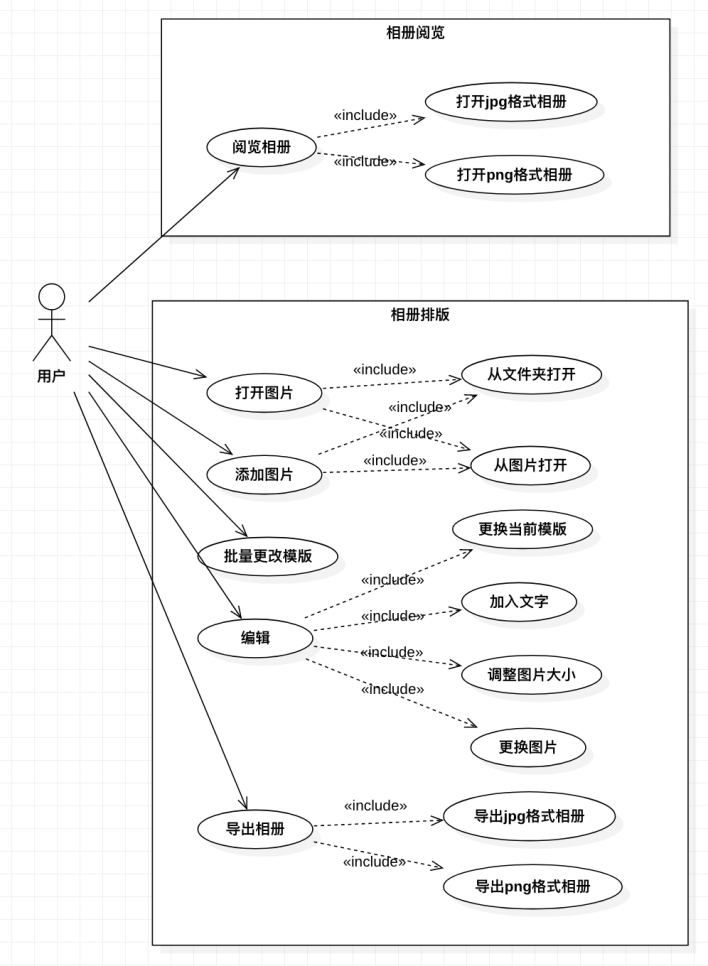 相册阅览
打开jpg格式相册
«include»
阅览相册
«include»
打开png格式相册
用户
相册排版
打开图片
«include»
从文件夹打开
«include»
«include»
添加图片
«include»
从图片打开
批量更改模版
更换当前模版
«include»
编辑
«include»
加入文字
«include»
调整图片大小
«include»
更换图片
导出相册
«include»
导出jpg格式相册
«include»
导出png格式相册